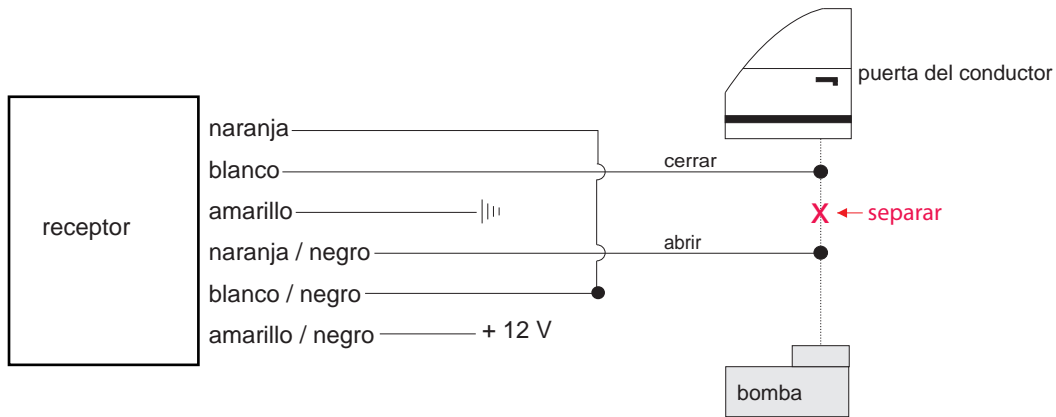 puerta del conductor
naranja
blanco
cerrar
amarillo
X
separar
receptor
naranja / negro
abrir
blanco / negro
amarillo / negro
+ 12 V
bomba